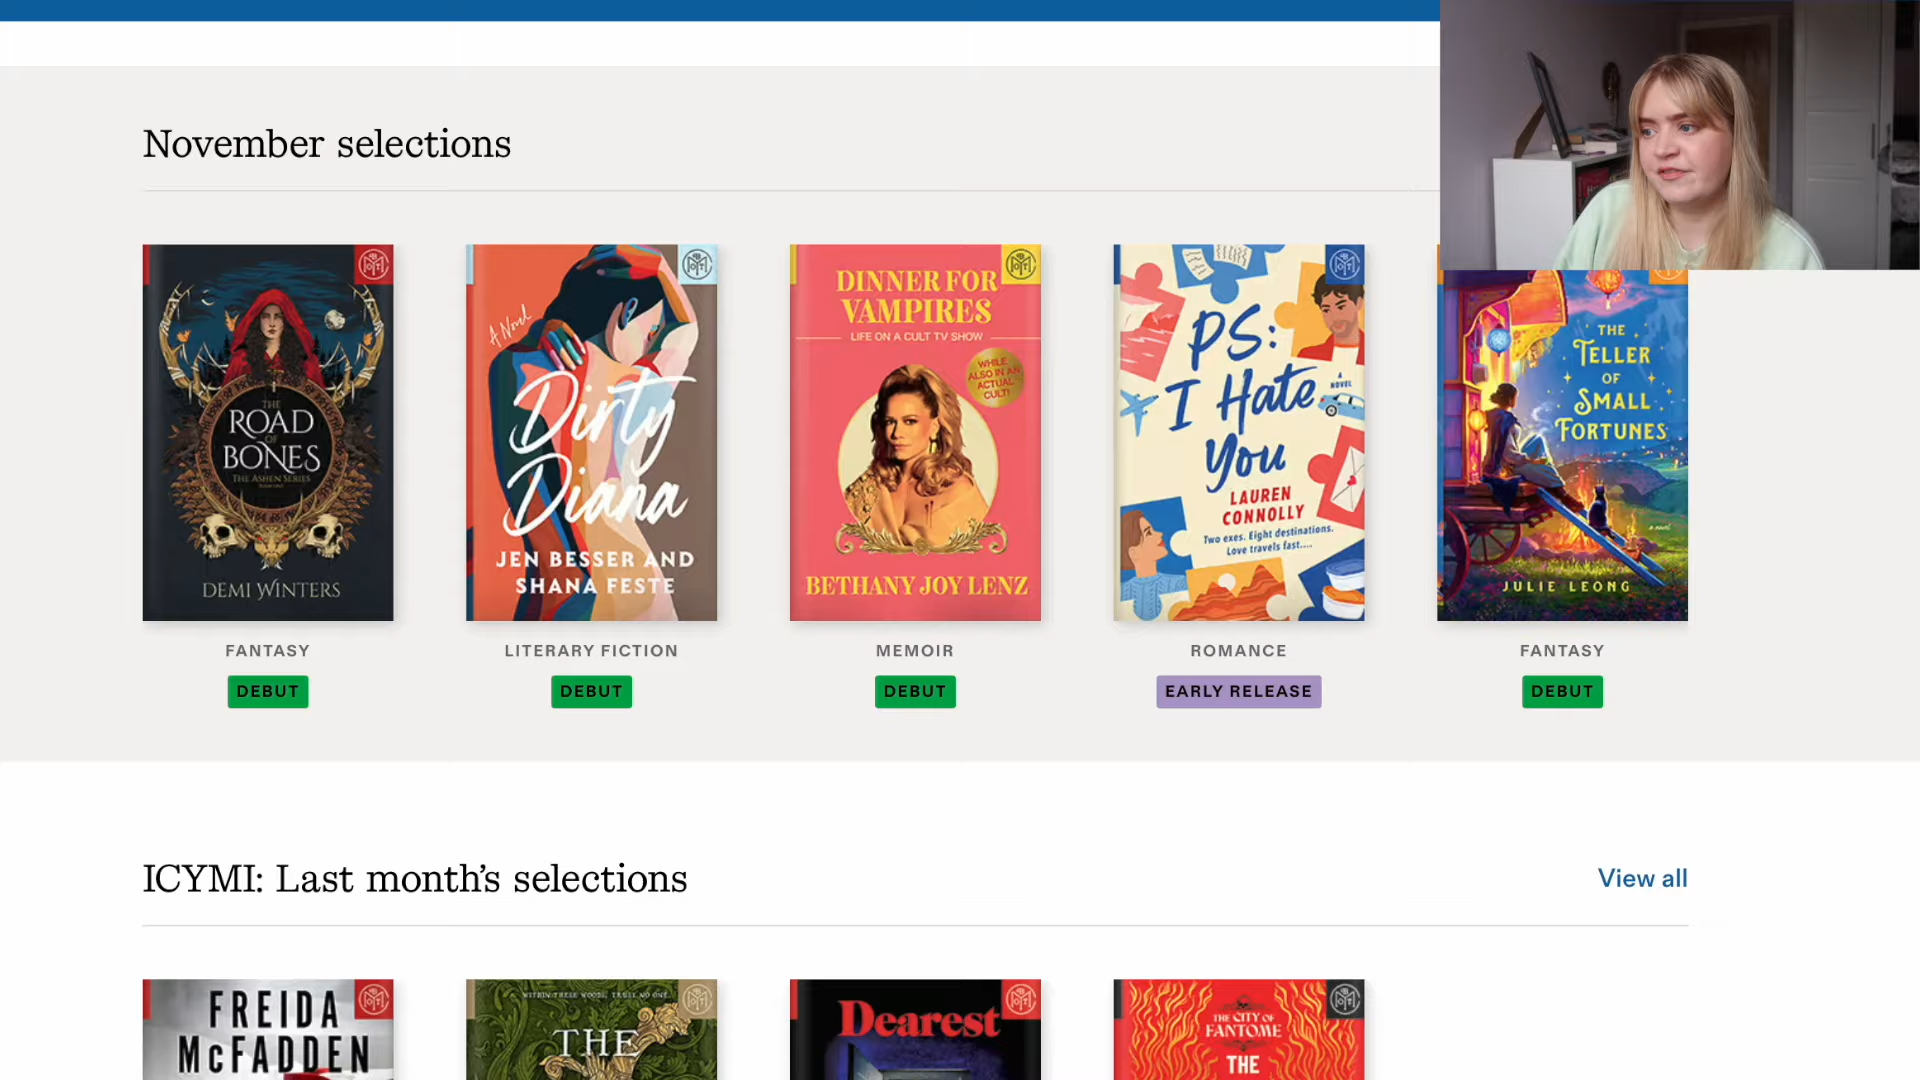 November selections
THE
ROAD
OF
BONES
THE ASHEN SERIES
BOOK ONE
DEMI WINTERS
FANTASY
DEBUT
A Novel
Dirty
Diana
JEN BESSER AND
SHANA FESTE
LITERARY FICTION
DEBUT
DINNER FOR
VAMPIRES
LIFE ON A CULT TV SHOW
WHILE
ALSO IN AN
ACTUAL
CULT!
BETHANY JOY LENZ
MEMOIR
DEBUT
PS:
I Hate
You
A
NOVEL
LAUREN
CONNOLLY
Two exes. Eight destinations.
Love travels fast....
ROMANCE
EARLY RELEASE
THE
TELLER
OF
SMALL
FORTUNES
a novel
JULIE LEONG
FANTASY
DEBUT
ICYMI: Last month's selections
View all
FREIDA
McFADDEN
WITHIN THESE WOODS, TRUST NO ONE.
THE
Dearest
THE CITY OF
FANTOME
THE